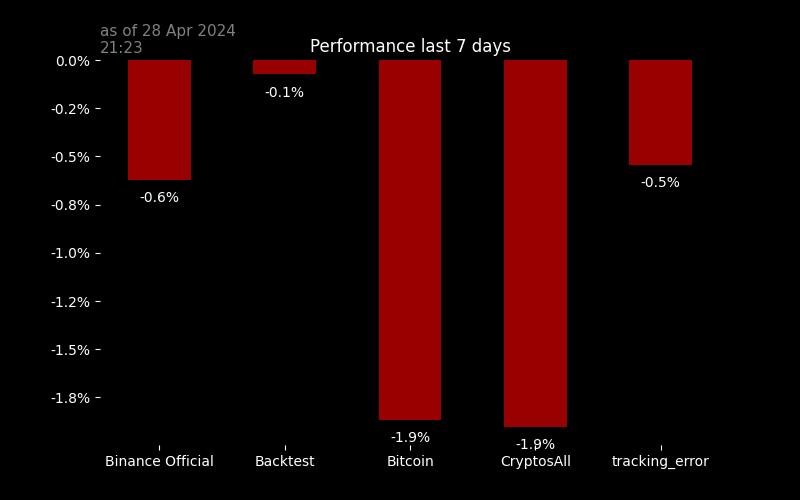 as of 28 Apr 2024
21:23
Performance last 7 days
0.0%
-0.2%
-0.5%
-0.8%
-1.0%
-1.2%
-1.5%
-1.8%
-0.6%
-0.1%
-1.9%
-1.9%
-0.5%
Binance Official
Backtest
Bitcoin
CryptosAll
tracking_error